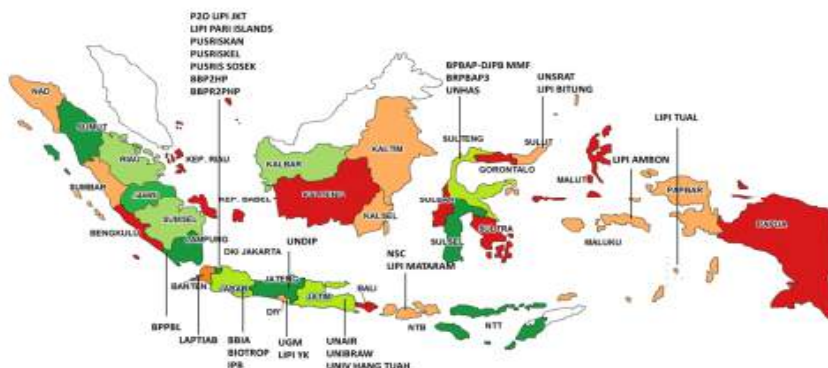 P2O LIPI JKT
LIPI PARI ISLANDS
PUSRISKAN
PUSRISKEL
PUSRIS SOSEK
BBP2HP
BBPR2PHP
BPBAP-DJPB MMF
BRPBAP3
UNHAS
UNSRAT
LIPI BITUNG
LIPI TUAL
LIPI AMBON
NAD
SUMUT
RIAU
KEP. RIAU
SUMBAR
JAMBI
BENGKULU
SUMSEL
KEP. BABEL
LAMPUNG
KALBAR
KALTENG
KALTIM
KALSEL
SULTENG
SULUT
GORONTALO
SULBAR
SULSEL
SULTRA
MALUT
MALUKU
PAPBAR
PAPUA
DKI JAKARTA
UNDIP
NSC
LIPI MATARAM
BANTEN
JABAR
JATENG
JATIM
BALI
DIY
NTB
NTT
BPPBL
LAPTIAB
BBIA
BIOTROP
IPB
UGM
LIPI YK
UNAIR
UNIBRAW
UNIV HANG TUAH